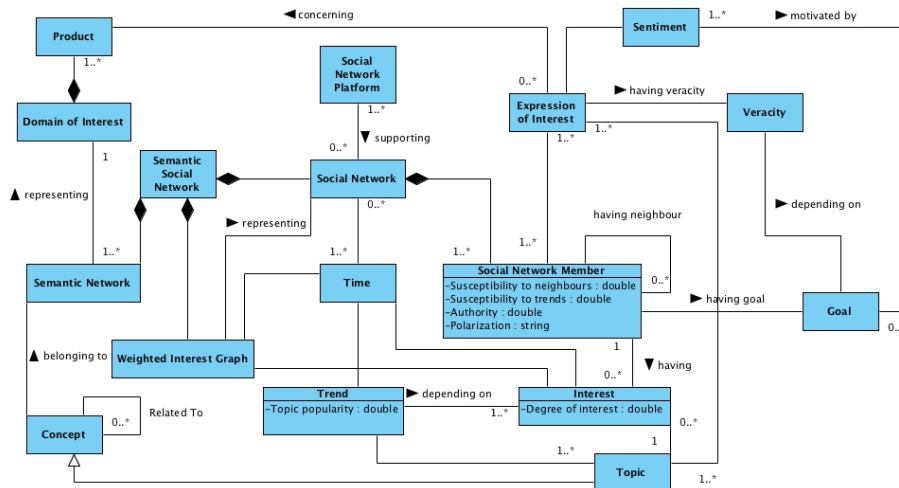 concerning
1..*
motivated by
Product
Sentiment
1..*
Social
Network
Platform
0..*
having veracity
Domain of Interest
1..*
Expression
of Interest
1..*
Veracity
1
supporting
1..*
0..*
Semantic
Social
Network
Social Network
representing
0..*
representing
having neighbour
depending on
1..*
1..*
1..*
1..*
Semantic Network
Time
Social Network Member
-Susceptibility to neighbours : double
-Susceptibility to trends : double
-Authority : double
-Polarization : string
0..*
having goal
Goal
0..
belonging to
Weighted Interest Graph
1
having
0..*
Trend
-Topic popularity : double
depending on
1..*
Interest
-Degree of interest : double
Related To
0..*
Concept
0..*
1
1..*
Topic
1..*